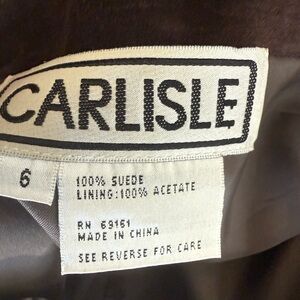 CARLISLE
6
100% SUEDE
LINING:100% ACETATE
RN 69161
MADE IN CHINA
SEE REVERSE FOR CARE